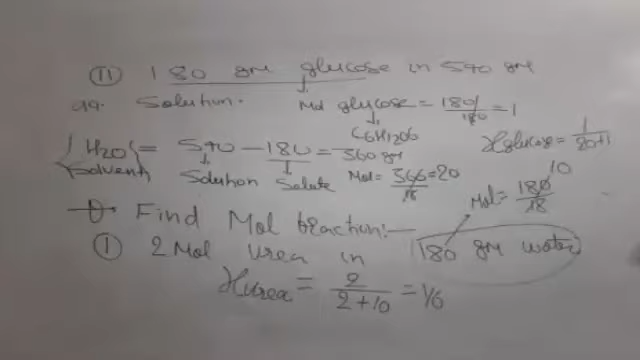 (II) 180 gm glucose in 540 gm
aq. Solution. Mol glucose = 180/180 = 1
C6H12O6
H2O = 540 - 180 = 360 gm χglucose = 1/20+1
(Solvent) Solution Solute Mol = 360/18 = 20
Mol = 180/18 10
Find Mol fraction:-
(I) 2 Mol Urea in 180 gm water
χurea = 2/2+10 = 1/6